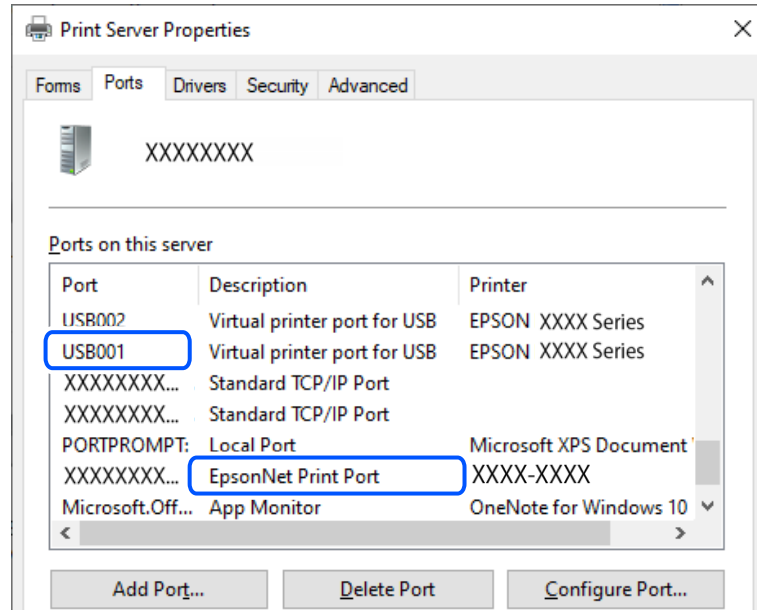 Print Server Properties
Forms Ports Drivers Security Advanced
XXXXXXXX
Ports on this server
Port Description Printer
USB002 Virtual printer port for USB EPSON XXXX Series
USB001 Virtual printer port for USB EPSON XXXX Series
XXXXXXXX... Standard TCP/IP Port
XXXXXXXX... Standard TCP/IP Port
PORTPROMPT: Local Port Microsoft XPS Document
XXXXXXXX... EpsonNet Print Port XXXX-XXXX
Microsoft.Off... App Monitor OneNote for Windows 10
Add Port... Delete Port Configure Port...